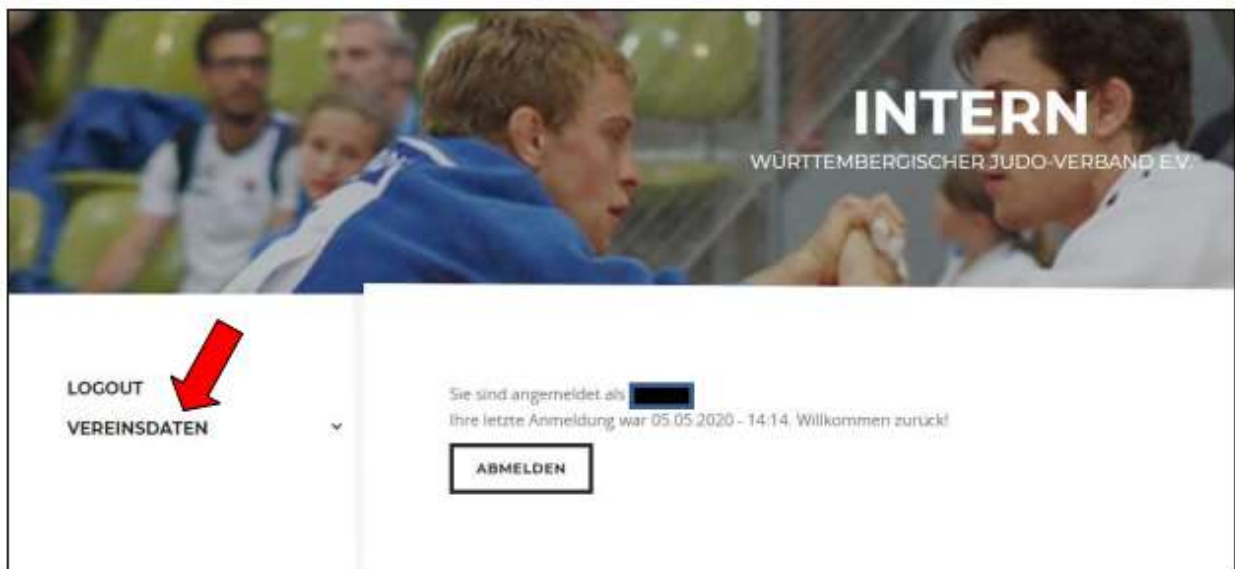 INTERN
WÜRTTEMBERGISCHER JUDO-VERBAND E.V.
LOGOUT
VEREINSDATEN
Sie sind angemeldet als
Ihre letzte Anmeldung war 05.05.2020 - 14:14. Willkommen zurück!
ABMELDEN